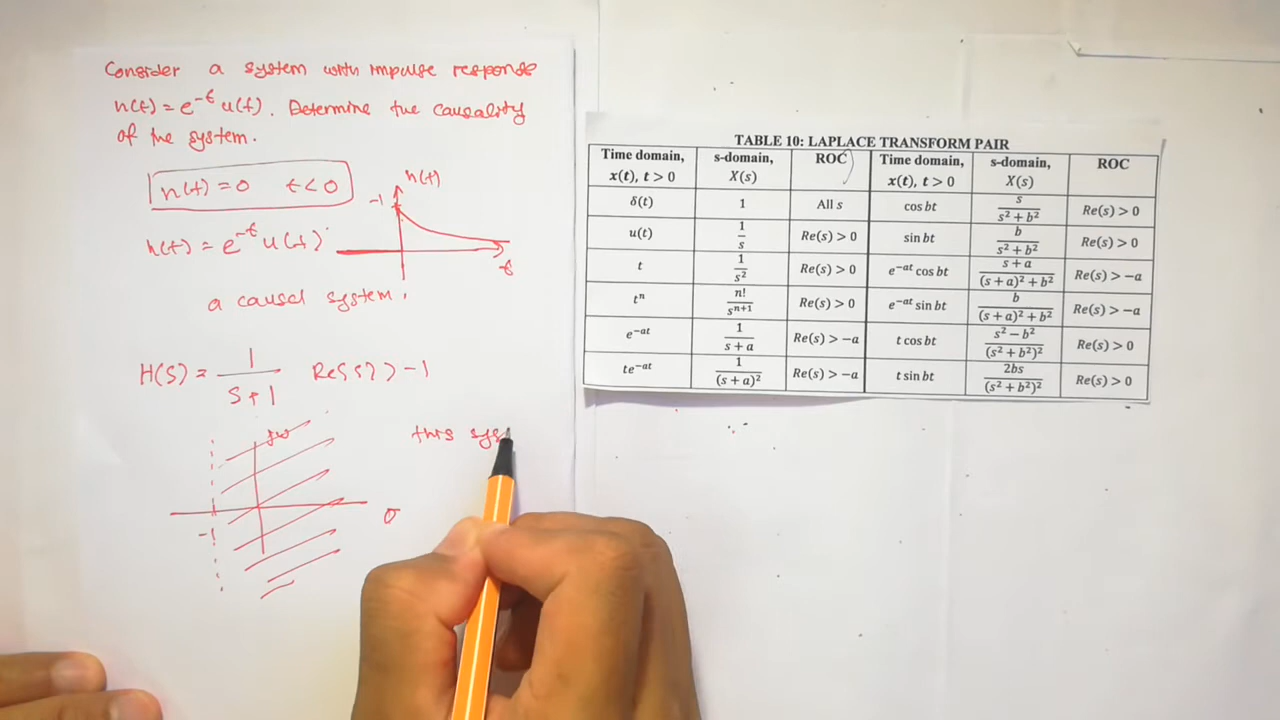 Consider a system with impulse response
h(t) = e^-t u(t). Determine the causality
of the system.
h(t) = 0 t < 0
h(t)
1
t
h(t) = e^-t u(t)
a causal system.
H(s) = 1/(s+1) Re{s} > -1
jω
-1
σ
this sys
TABLE 10: LAPLACE TRANSFORM PAIR
Time domain, x(t), t > 0 s-domain, X(s) ROC Time domain, x(t), t > 0 s-domain, X(s) ROC
δ(t) 1 All s cos bt s/(s² + b²) Re(s) > 0
u(t) 1/s Re(s) > 0 sin bt b/(s² + b²) Re(s) > 0
t 1/s² Re(s) > 0 e^-at cos bt (s + a)/((s + a)² + b²) Re(s) > -a
tⁿ n!/sⁿ⁺¹ Re(s) > 0 e^-at sin bt b/((s + a)² + b²) Re(s) > -a
e^-at 1/(s + a) Re(s) > -a t cos bt (s² - b²)/(s² + b²)² Re(s) > 0
te^-at 1/(s + a)² Re(s) > -a t sin bt 2bs/(s² + b²)² Re(s) > 0